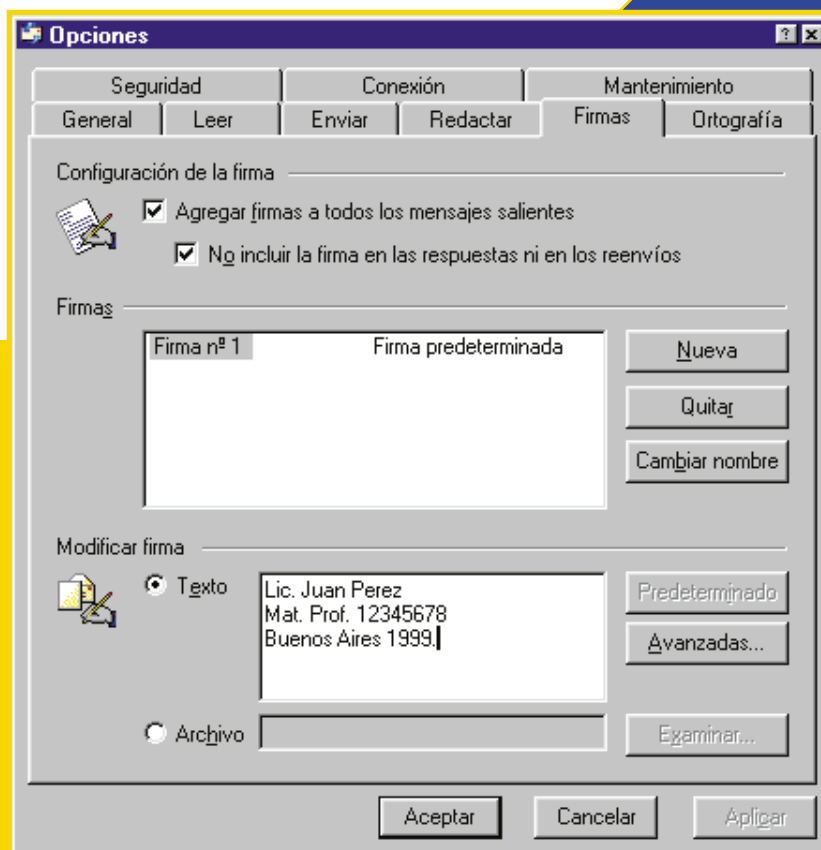 Opciones
Seguridad Conexión Mantenimiento
General Leer Enviar Redactar Firmas Ortografía
Configuración de la firma
Agregar firmas a todos los mensajes salientes
No incluir la firma en las respuestas ni en los reenvíos
Firmas
Firma nº 1 Firma predeterminada
Nueva
Quitar
Cambiar nombre
Modificar firma
Texto
Lic. Juan Perez
Mat. Prof. 12345678
Buenos Aires 1999.
Predeterminado
Avanzadas...
Archivo
Examinar...
Aceptar Cancelar Aplicar